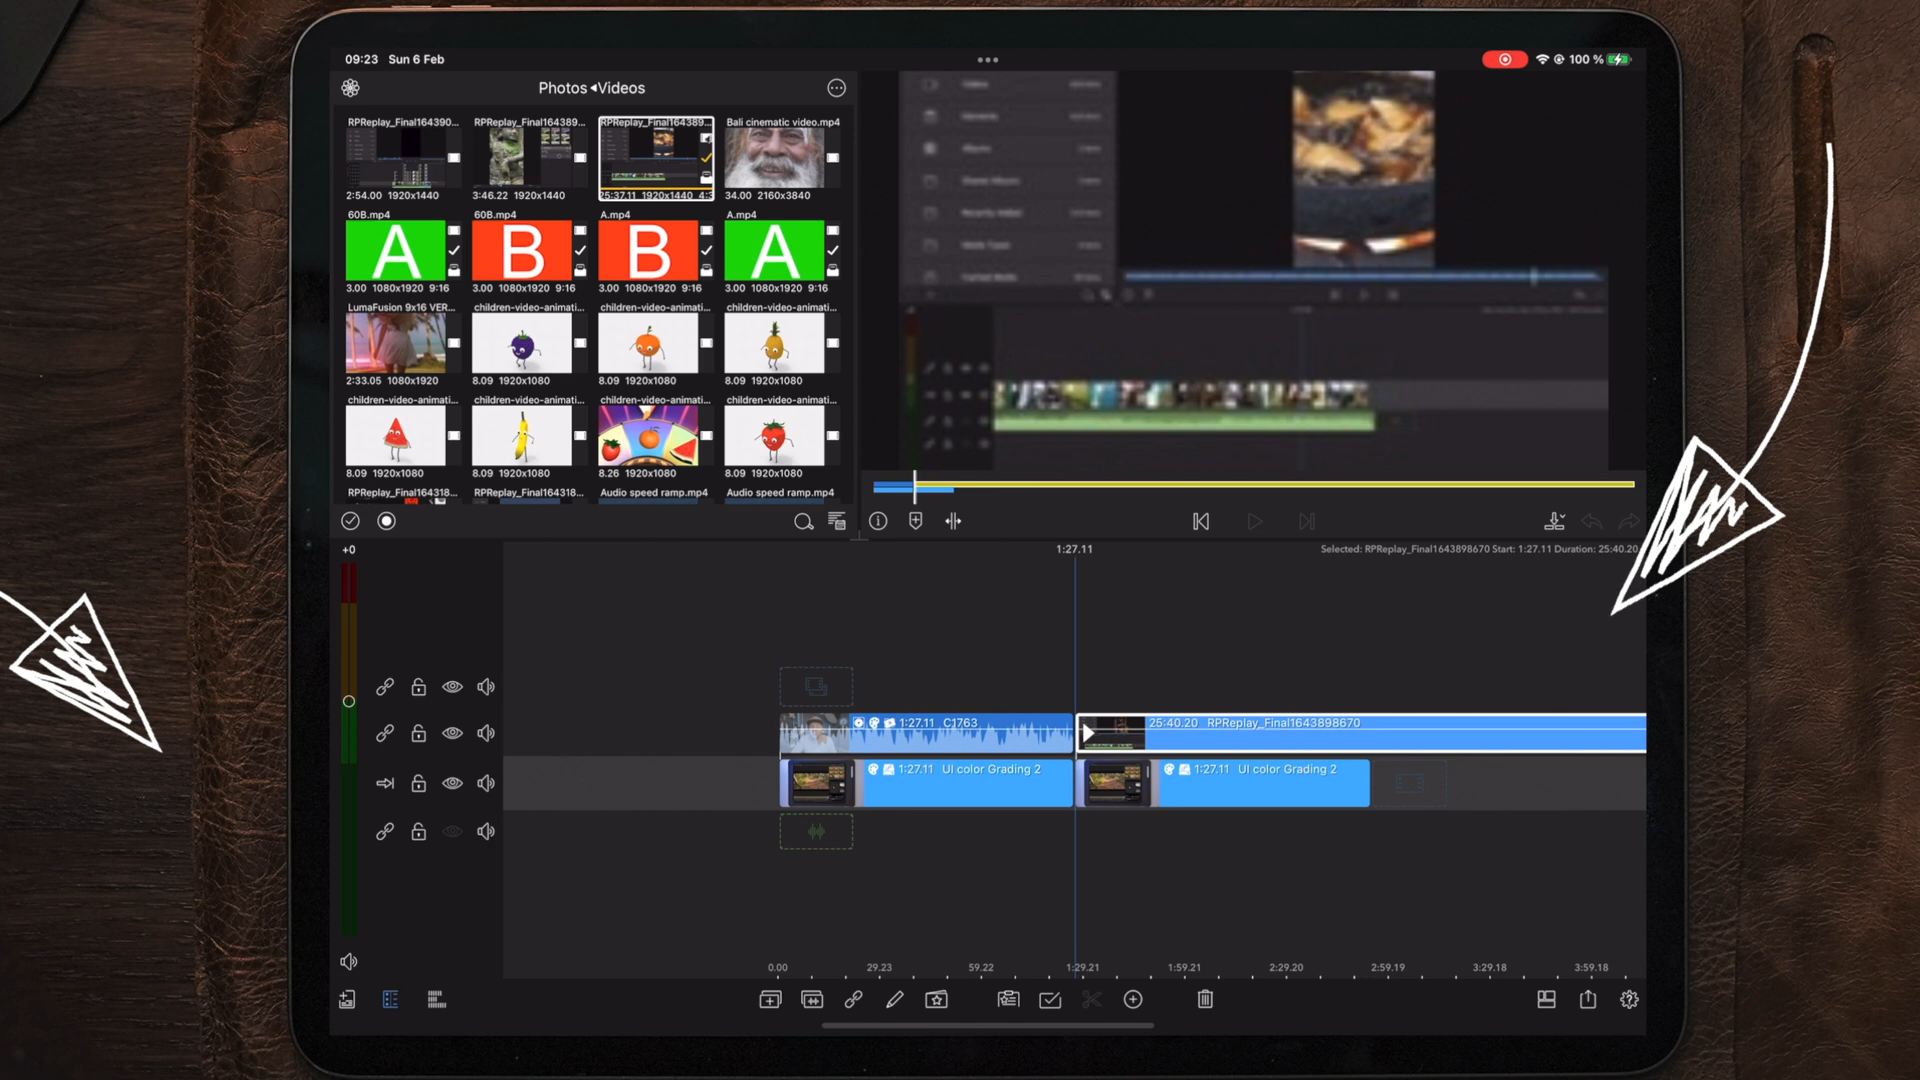 09:23 Sun 6 Feb
100 %
Photos Videos
RPReplay_Final164390... RPReplay_Final164389... RPReplay_Final164389... Bali cinematic video.mp4
2:54.00 1920x1440 3:46.22 1920x1440 25:37.11 1920x1440 4:3 34.00 2160x3840
60B.mp4 60B.mp4 A.mp4 A.mp4
A B B A
3.00 1080x1920 9:16 3.00 1080x1920 9:16 3.00 1080x1920 9:16 3.00 1080x1920 9:16
LumaFusion 9x16 VER... children-video-animati... children-video-animati... children-video-animati...
2:33.05 1080x1920 8.09 1920x1080 8.09 1920x1080 8.09 1920x1080
children-video-animati... children-video-animati... children-video-animati... children-video-animati...
8.09 1920x1080 8.09 1920x1080 8.26 1920x1080 8.09 1920x1080
RPReplay_Final164318... RPReplay_Final164318... Audio speed ramp.mp4 Audio speed ramp.mp4
+0
1:27.11
Selected: RPReplay_Final1643898670 Start: 1:27.11 Duration: 25:40.20
1:27.11 C1763
25:40.20 RPReplay_Final1643898670
1:27.11 UI color Grading 2
1:27.11 UI color Grading 2
0.00 29.23 59.22 1:29.21 1:59.21 2:29.20 2:59.19 3:29.18 3:59.18